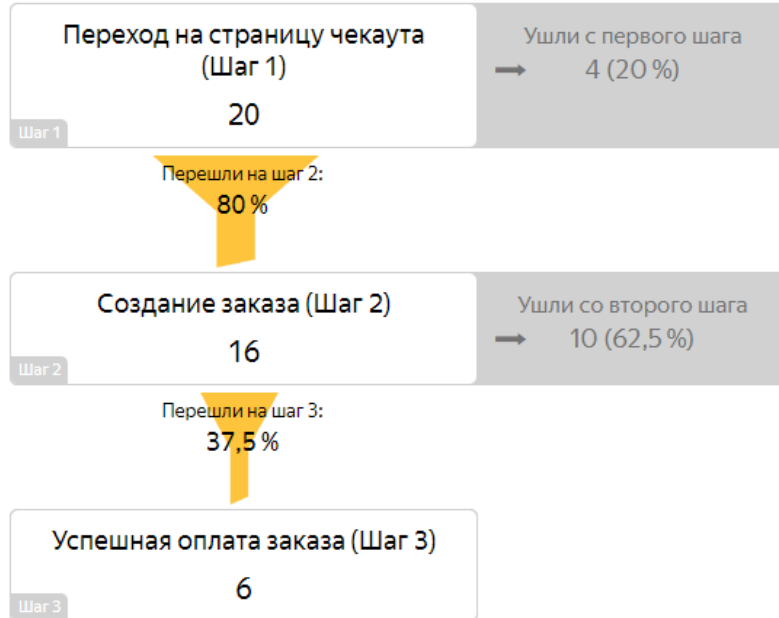 Переход на страницу чекаута
(Шаг 1)
20
Шаг 1
Ушли с первого шага
4 (20 %)
Перешли на шаг 2:
80 %
Создание заказа (Шаг 2)
16
Шаг 2
Ушли со второго шага
10 (62,5 %)
Перешли на шаг 3:
37,5 %
Успешная оплата заказа (Шаг 3)
6
Шаг 3